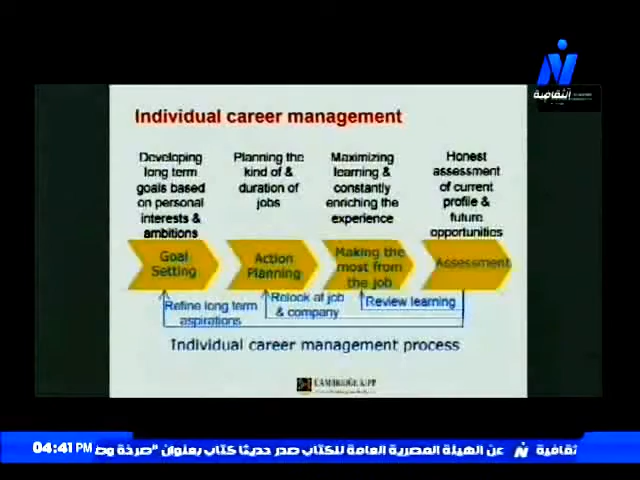 الثقافية
Individual career management
Developing
long term
goals based
on personal
interests &
ambitions
Planning the
kind of &
duration of
jobs
Maximizing
learning &
constantly
enriching the
experience
Honest
assessment
of current
profile &
future
opportunities
Goal
Setting
Action
Planning
Making the
most from
the job
Assessment
Refine long term
aspirations
Relook at job
& company
Review learning
Individual career management process
04:41 PM
ثقافية عن الهيئة المصرية العامة للكتاب صدر حديثا كتاب بعنوان "صرخة